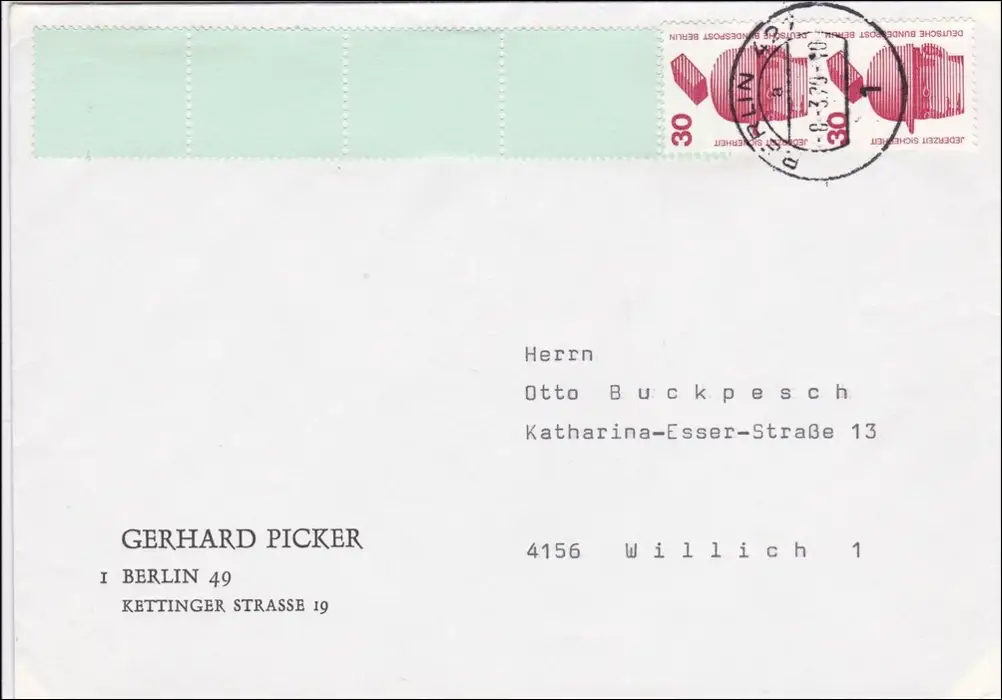 DEUTSCHE BUNDESPOST BERLIN
DEUTSCHE BUNDESPOST BERLIN
30
30
JEDERZEIT SICHERHEIT
JEDERZEIT SICHERHEIT
BERLIN
a
1
Herrn
Otto Buckpesch
Katharina-Esser-Straße 13
4156 Willich 1
GERHARD PICKER
1 BERLIN 49
KETTINGER STRASSE 19